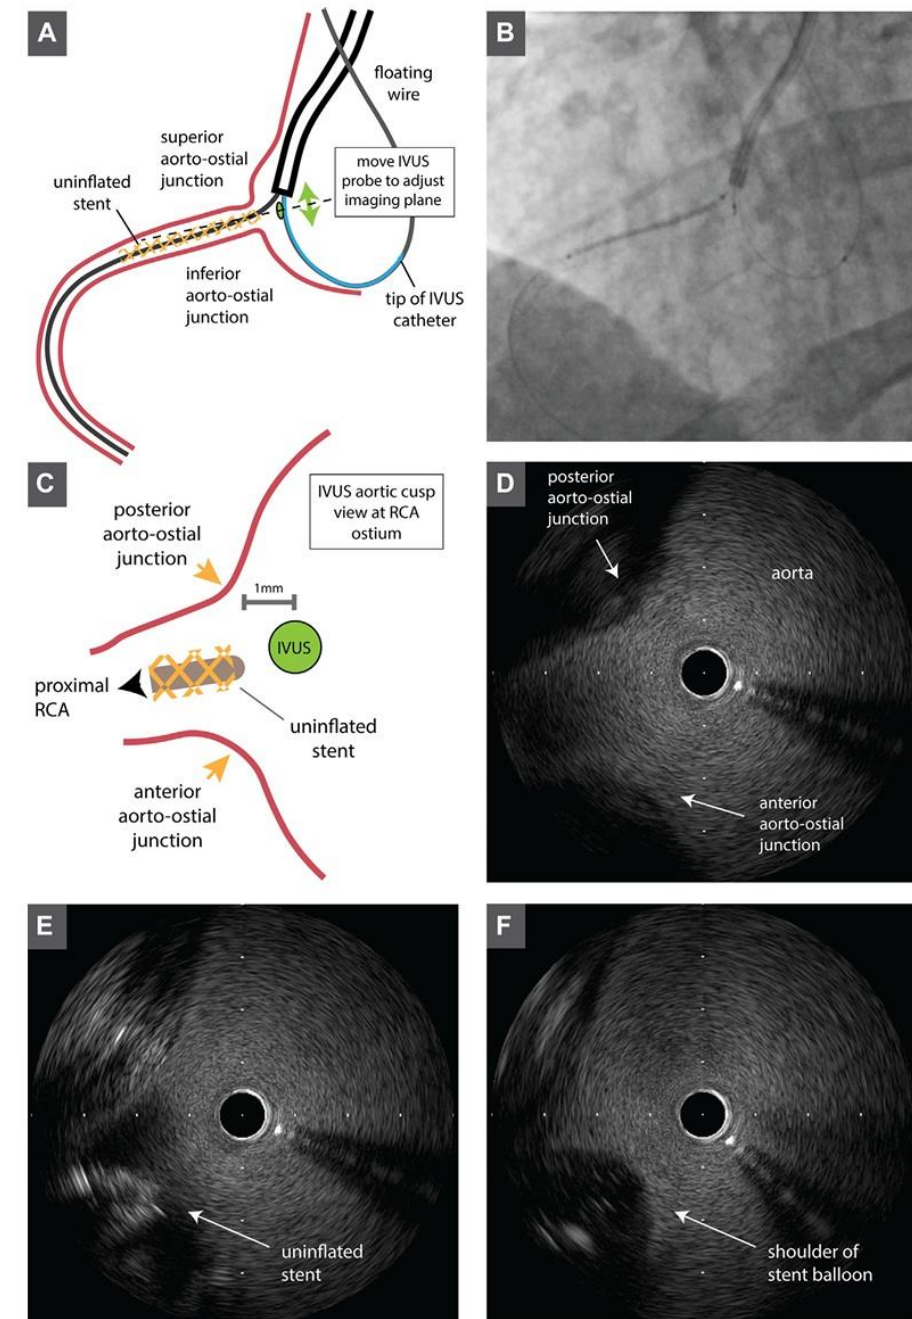 A
floating
wire
superior
aorto-ostial
junction
move IVUS
probe to adjust
imaging plane
uninflated
stent
inferior
aorto-ostial
junction
tip of IVUS
catheter
B
C
IVUS aortic cusp
view at RCA
ostium
posterior
aorto-ostial
junction
1mm
IVUS
proximal
RCA
uninflated
stent
anterior
aorto-ostial
junction
D
posterior
aorto-ostial
junction
aorta
anterior
aorto-ostial
junction
E
uninflated
stent
F
shoulder of
stent balloon